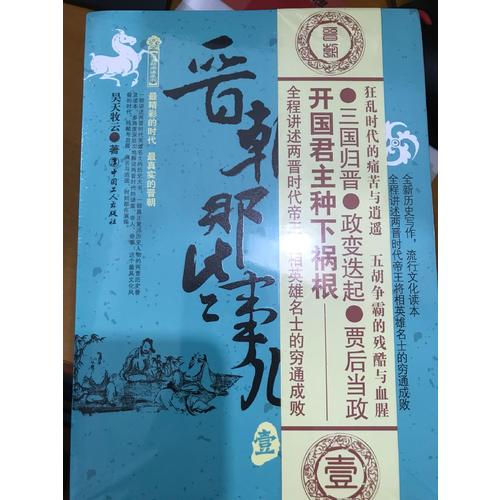 晋朝那些事儿
壹
最精彩的时代 最真实的晋朝
昊天牧云 著
中国工人出版社
狂乱时代的痛苦与逍遥 五胡争霸的残酷与血腥
●三国归晋●政变迭起●贾后当政
开国君主种下祸根——
全程讲述两晋时代帝王将相英雄名士的穷通成败
壹
全新历史写作，流行文化读本
全程讲述两晋时代帝王将相英雄名士的穷通成败